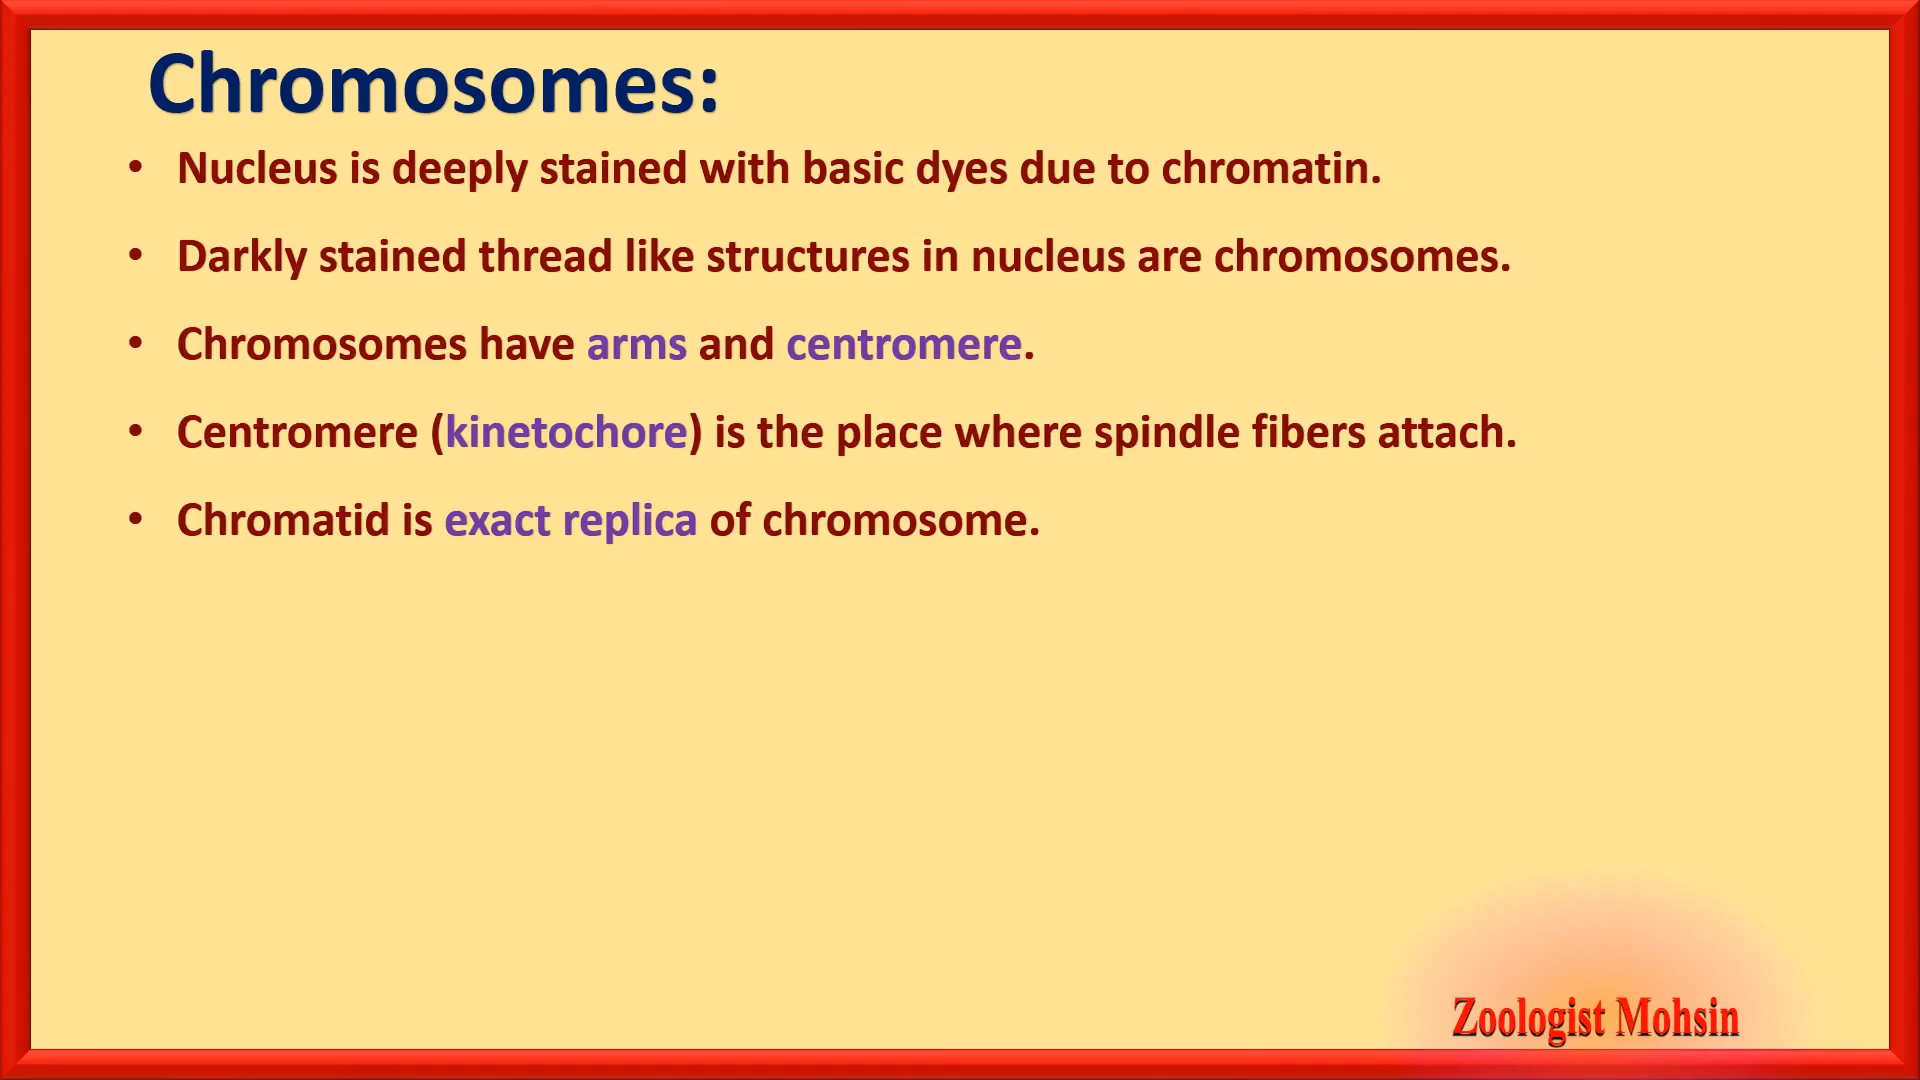 Chromosomes:
• Nucleus is deeply stained with basic dyes due to chromatin.
• Darkly stained thread like structures in nucleus are chromosomes.
• Chromosomes have arms and centromere.
• Centromere (kinetochore) is the place where spindle fibers attach.
• Chromatid is exact replica of chromosome.
Zoologist Mohsin